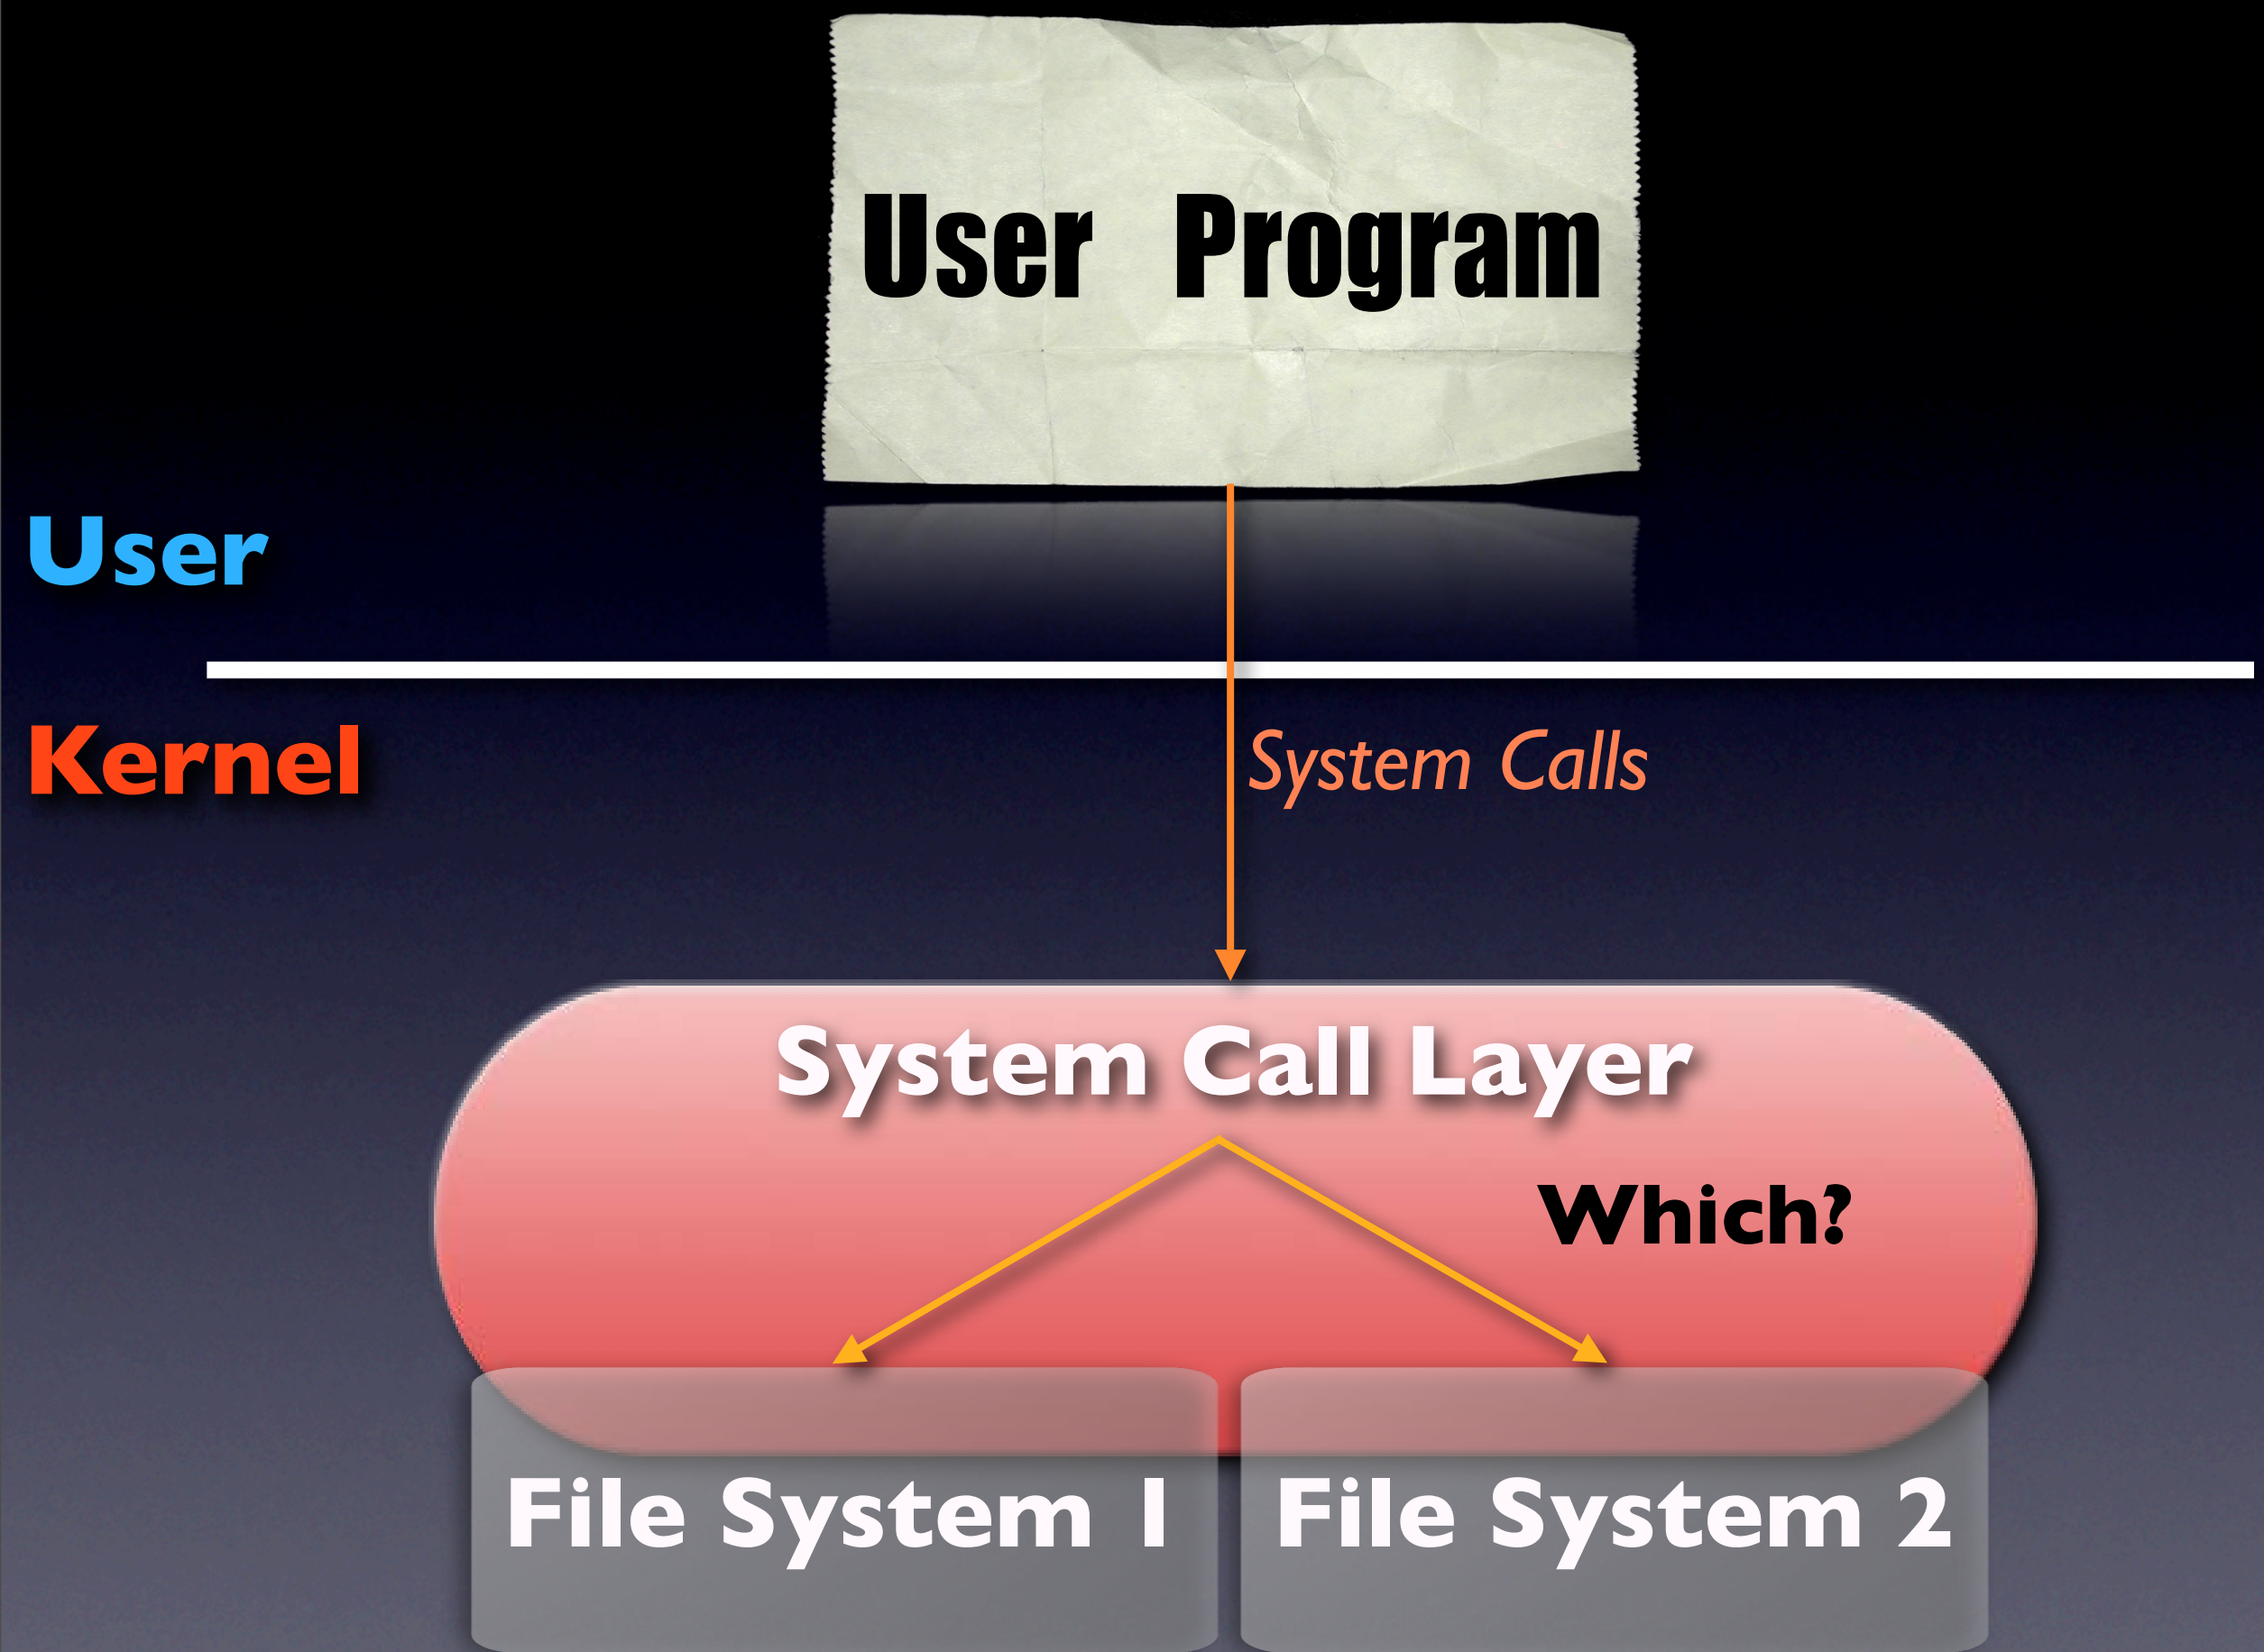 User Program
User
Kernel
System Calls
System Call Layer
Which?
File System 1
File System 2